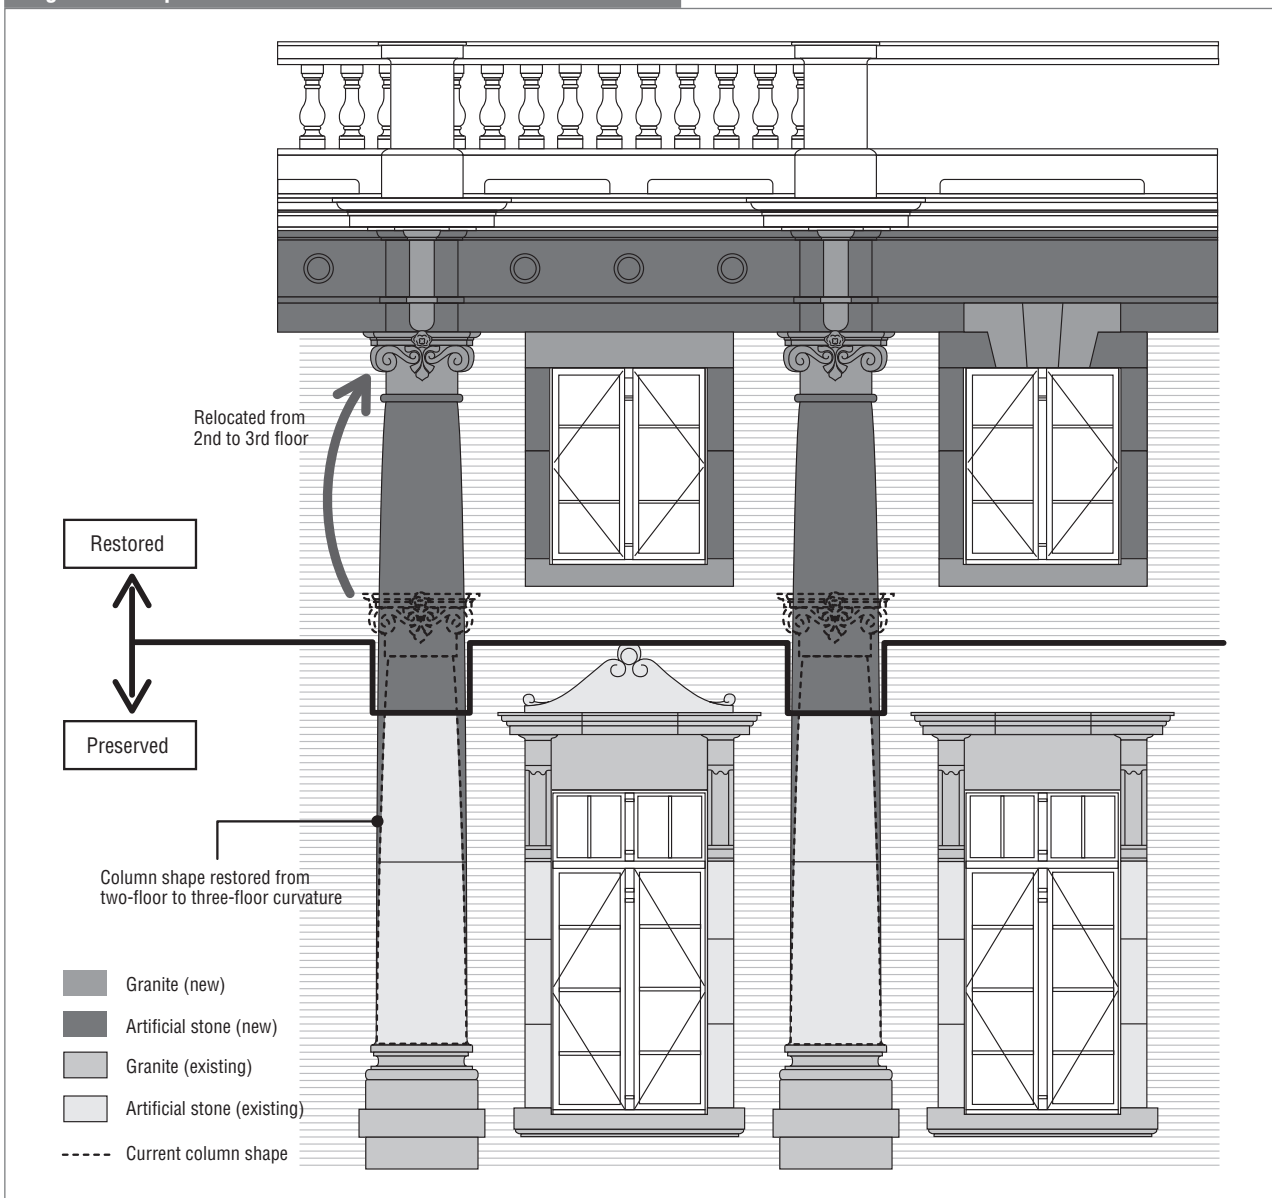 Relocated from
2nd to 3rd floor
Restored
Preserved
Column shape restored from
two-floor to three-floor curvature
Granite (new)
Artificial stone (new)
Granite (existing)
Artificial stone (existing)
Current column shape